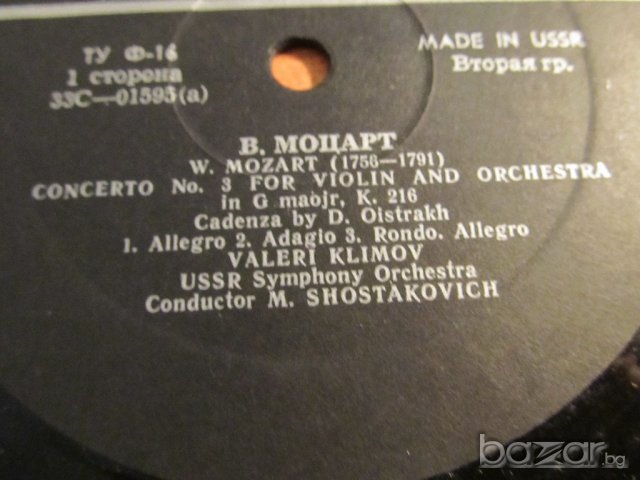 ТУ Ф-16
1 сторона
33С—01595(a)
MADE IN USSR
Вторая гр.
В. МОЦАРТ
W. MOZART (1756—1791)
CONCERTO No. 3 FOR VIOLIN AND ORCHESTRA
in G maojr, K. 216
Cadenza by D. Oistrakh
1. Allegro 2. Adagio 3. Rondo. Allegro
VALERI KLIMOV
USSR Symphony Orchestra
Conductor M. SHOSTAKOVICH
bazar.bg